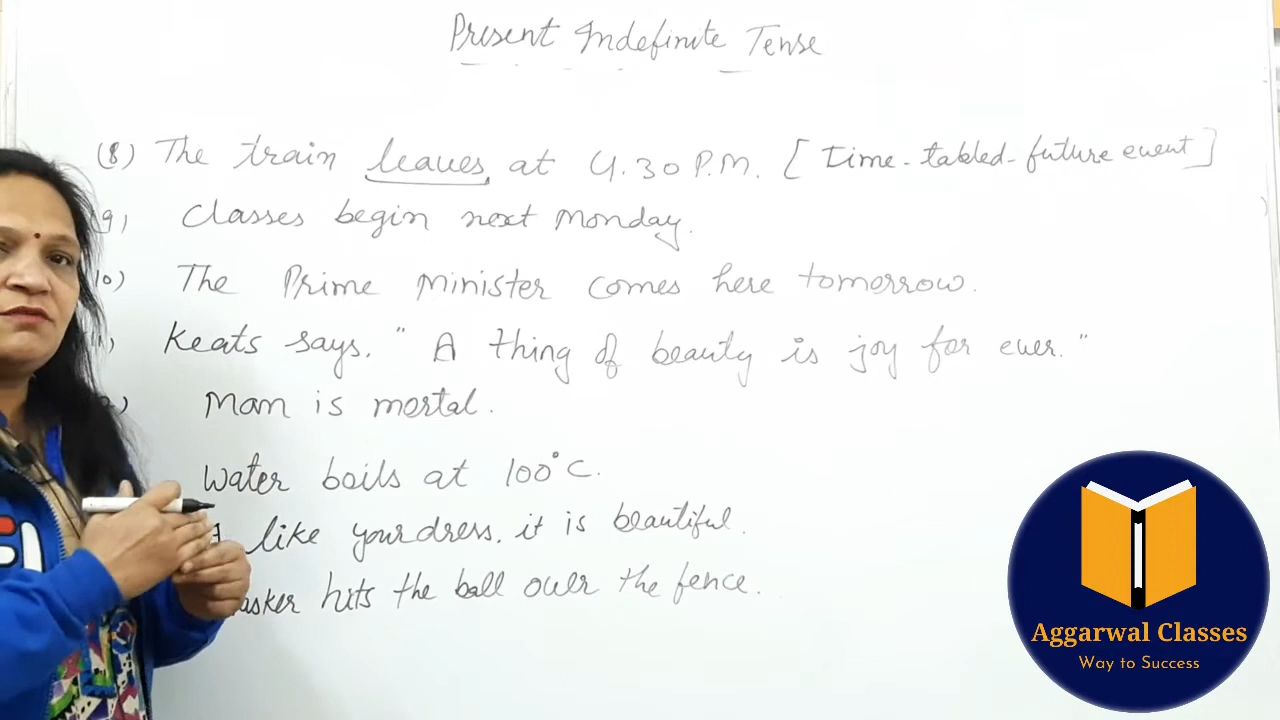 Present Indefinite Tense
(8) The train leaves at 4.30 P.M. [Time-tabled-future event]
9) Classes begin next Monday.
10) The Prime Minister comes here tomorrow.
) Keats says, " A thing of beauty is joy for ever."
) Man is mortal.
Water boils at 100°C.
I like your dress. it is beautiful.
hits the ball over the fence.
Aggarwal Classes
Way to Success